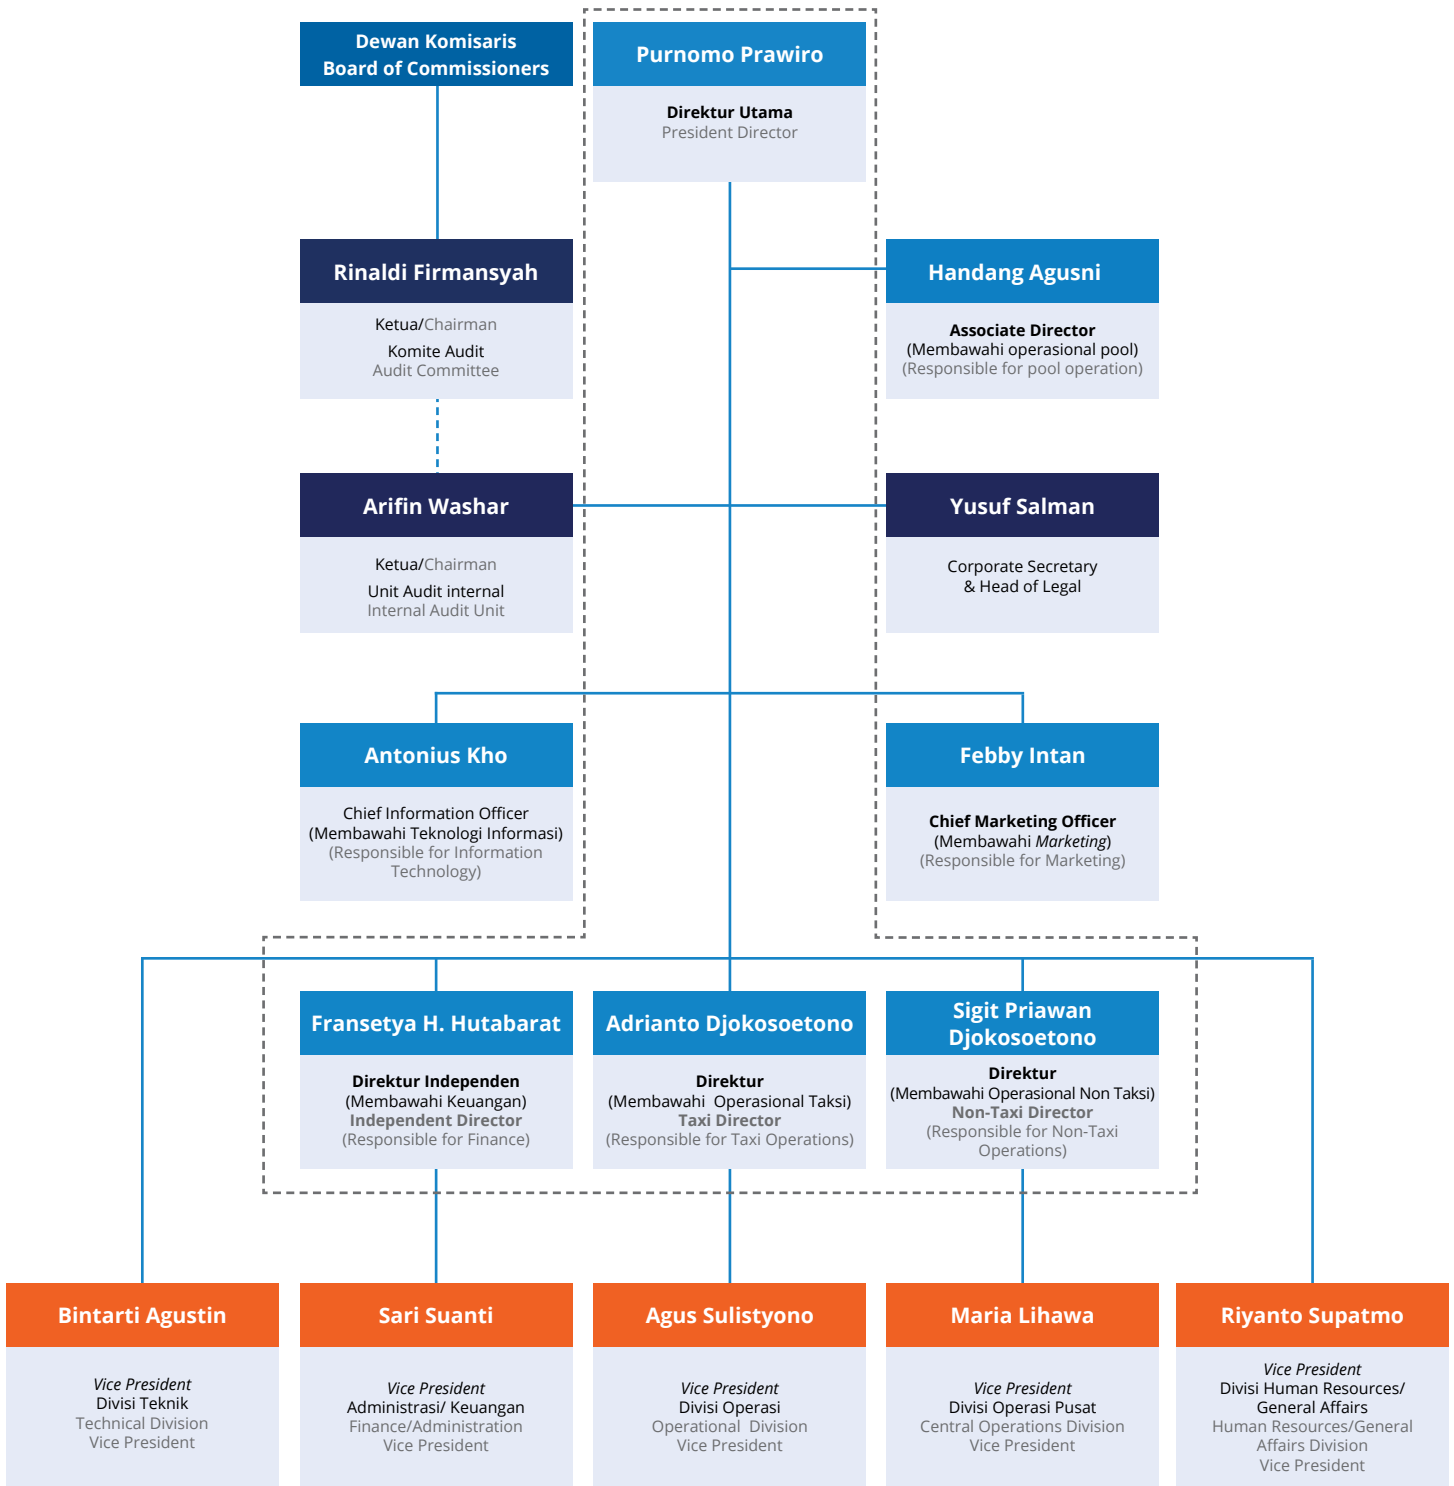 Dewan Komisaris
Board of Commissioners
Purnomo Prawiro
Direktur Utama
President Director
Rinaldi Firmansyah
Ketua/Chairman
Komite Audit
Audit Committee
Handang Agusni
Associate Director
(Membawahi operasional pool)
(Responsible for pool operation)
Arifin Washar
Ketua/Chairman
Unit Audit internal
Internal Audit Unit
Yusuf Salman
Corporate Secretary
& Head of Legal
Antonius Kho
Chief Information Officer
(Membawahi Teknologi Informasi)
(Responsible for Information
Technology)
Febby Intan
Chief Marketing Officer
(Membawahi Marketing)
(Responsible for Marketing)
Fransetya H. Hutabarat
Direktur Independen
(Membawahi Keuangan)
Independent Director
(Responsible for Finance)
Adrianto Djokosoetono
Direktur
(Membawahi  Operasional Taksi)
Taxi Director
(Responsible for Taxi Operations)
Sigit Priawan
Djokosoetono
Direktur
(Membawahi Operasional Non Taksi)
Non-Taxi Director
(Responsible for Non-Taxi
Operations)
Bintarti Agustin
Vice President
Divisi Teknik
Technical Division
Vice President
Sari Suanti
Vice President
Administrasi/ Keuangan
Finance/Administration
Vice President
Agus Sulistyono
Vice President
Divisi Operasi
Operational  Division
Vice President
Maria Lihawa
Vice President
Divisi Operasi Pusat
Central Operations Division
Vice President
Riyanto Supatmo
Vice President
Divisi Human Resources/
General Affairs
Human Resources/General
Affairs Division
Vice President